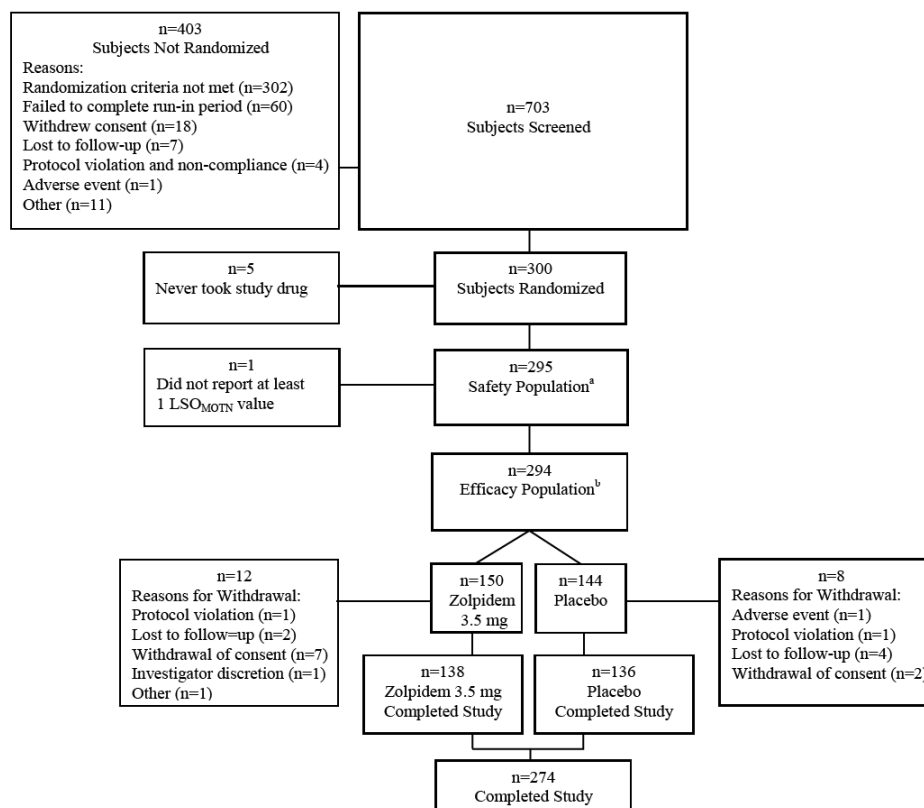 n=403
Subjects Not Randomized
Reasons:
Randomization criteria not met (n=302)
Failed to complete run-in period (n=60)
Withdrew consent (n=18)
Lost to follow-up (n=7)
Protocol violation and non-compliance (n=4)
Adverse event (n=1)
Other (n=11)
n=703
Subjects Screened
n=5
Never took study drug
n=300
Subjects Randomized
n=1
Did not report at least
1 LSOMOTN value
n=295
Safety Populationa
n=294
Efficacy Populationb
n=12
Reasons for Withdrawal:
Protocol violation (n=1)
Lost to follow=up (n=2)
Withdrawal of consent (n=7)
Investigator discretion (n=1)
Other (n=1)
n=150
Zolpidem
3.5 mg
n=144
Placebo
n=8
Reasons for Withdrawal:
Adverse event (n=1)
Protocol violation (n=1)
Lost to follow-up (n=4)
Withdrawal of consent (n=2)
n=138
Zolpidem 3.5 mg
Completed Study
n=136
Placebo
Completed Study
n=274
Completed Study